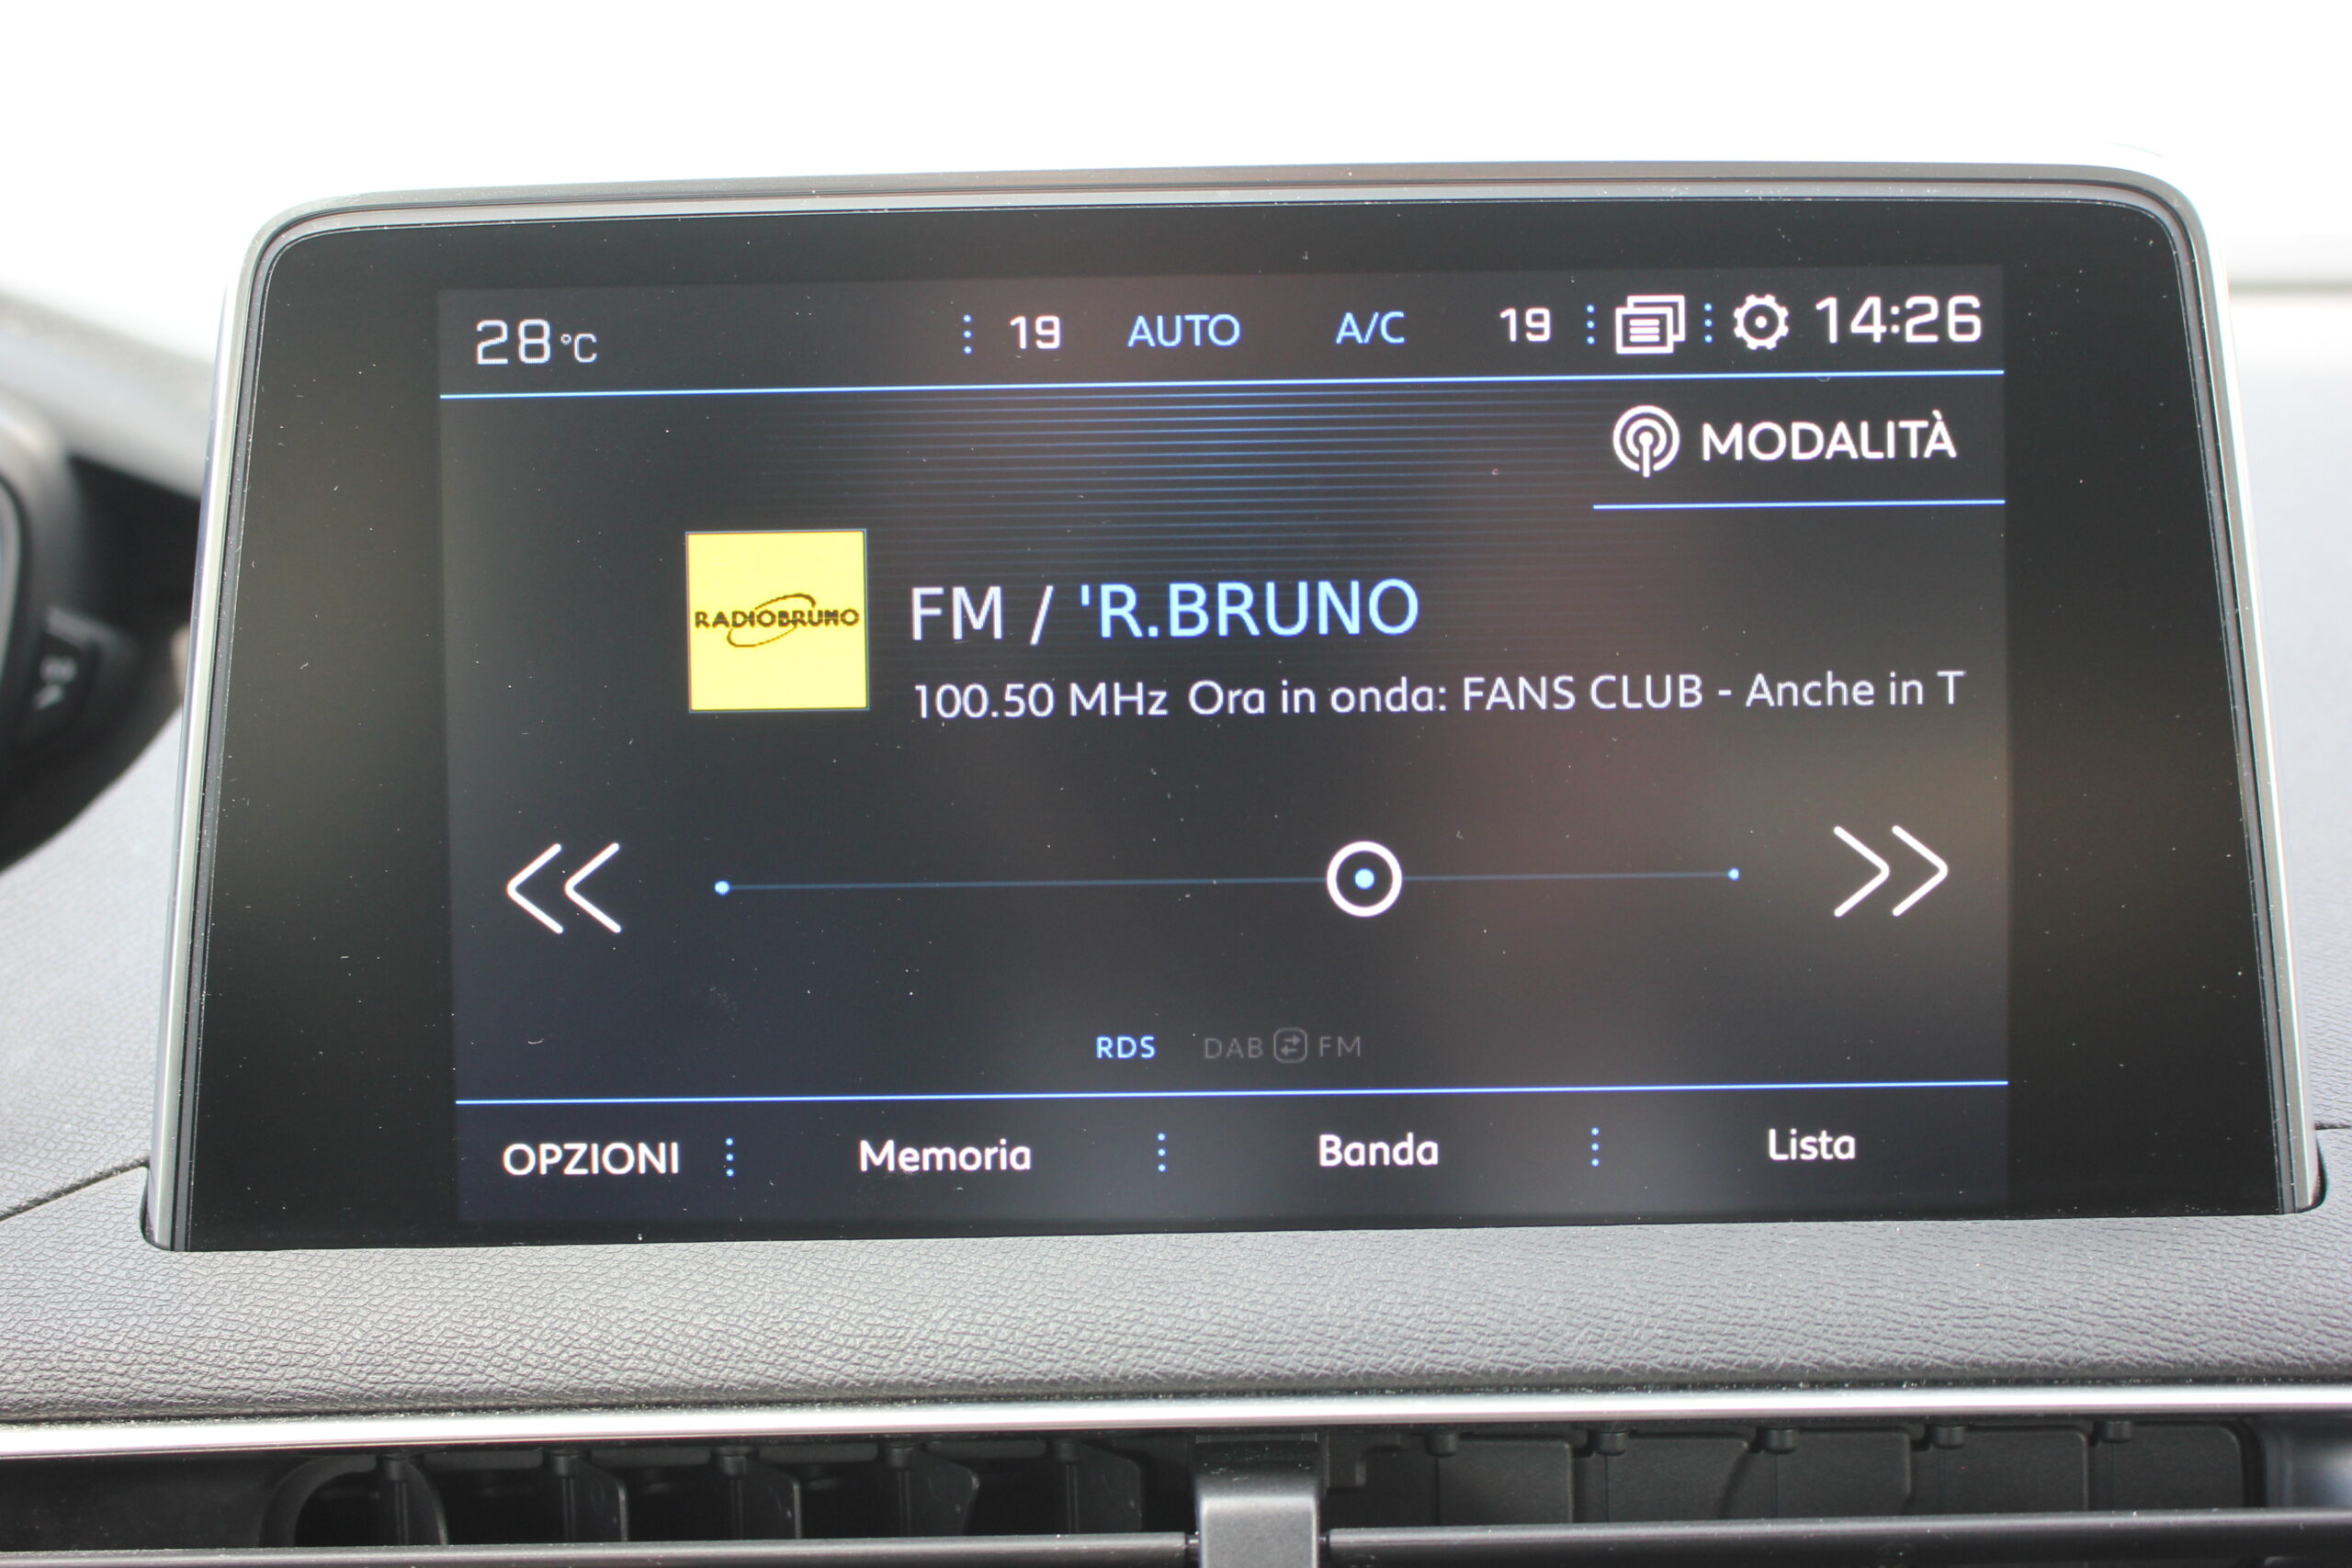 28°C 19 AUTO A/C 19 14:26
MODALITÀ
RADIOBRUNO
FM / 'R.BRUNO
100.50 MHz Ora in onda: FANS CLUB - Anche in T
RDS DAB FM
OPZIONI Memoria Banda Lista